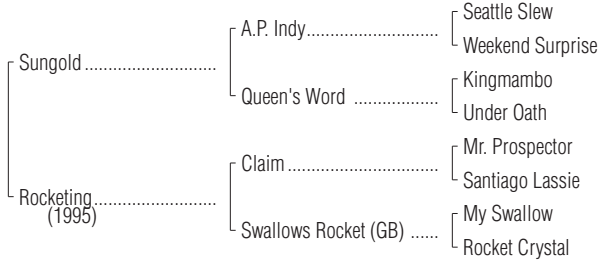 Seattle Slew
A.P. Indy..............................
Weekend Surprise
Sungold ..............................
Kingmambo
Queen's Word ...................
Under Oath
Mr. Prospector
Claim ..................................
Santiago Lassie
Rocketing............................
(1995)
My Swallow
Swallows Rocket (GB) ......
Rocket Crystal